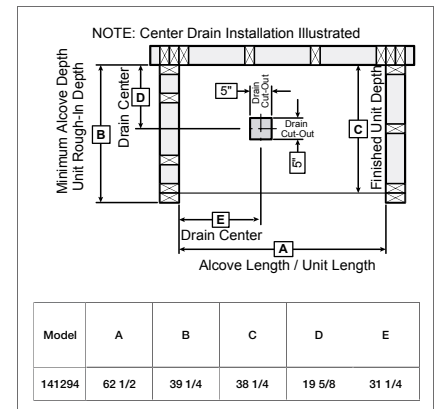 NOTE: Center Drain Installation Illustrated
Minimum Alcove Depth
Unit Rough-In Depth
B
Drain Center
D
5"
Drain
Cut-Out
Drain
Cut-Out
5"
C
Finished Unit Depth
E
Drain Center
A
Alcove Length / Unit Length
Model A B C D E
141294 62 1/2 39 1/4 38 1/4 19 5/8 31 1/4